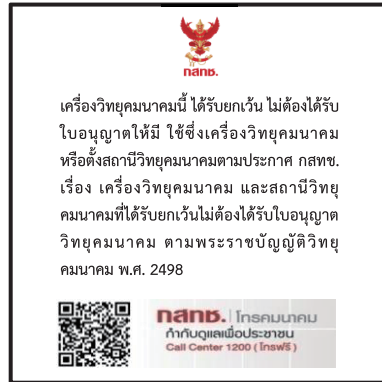 กสทช.
เครื่องวิทยุคมนาคมนี้ ได้รับยกเว้น ไม่ต้องได้รับ
ใบอนุญาตให้มี ใช้ซึ่งเครื่องวิทยุคมนาคม
หรือตั้งสถานีวิทยุคมนาคมตามประกาศ กสทช.
เรื่อง เครื่องวิทยุคมนาคม และสถานีวิทยุ
คมนาคมที่ได้รับยกเว้นไม่ต้องได้รับใบอนุญาต
วิทยุคมนาคม ตามพระราชบัญญัติวิทยุ
คมนาคม พ.ศ. 2498
กสทช. | โทรคมนาคม
กำกับดูแลเพื่อประชาชน
Call Center 1200 (โทรฟรี)